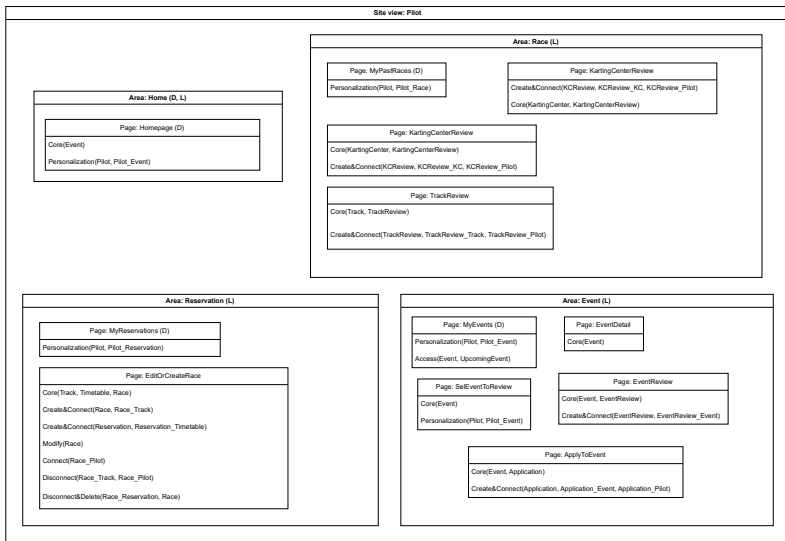 Site view: Pilot
Area: Home (D, L)
Page: Homepage (D)
Core(Event)
Personalization(Pilot, Pilot_Event)
Area: Race (L)
Page: MyPastRaces (D)
Personalization(Pilot, Pilot_Race)
Page: KartingCenterReview
Create&Connect(KCReview, KCReview_KC, KCReview_Pilot)
Core(KartingCenter, KartingCenterReview)
Page: KartingCenterReview
Core(KartingCenter, KartingCenterReview)
Create&Connect(KCReview, KCReview_KC, KCReview_Pilot)
Page: TrackReview
Core(Track, TrackReview)
Create&Connect(TrackReview, TrackReview_Track, TrackReview_Pilot)
Area: Reservation (L)
Page: MyReservations (D)
Personalization(Pilot, Pilot_Reservation)
Page: EditOrCreateRace
Core(Track, Timetable, Race)
Create&Connect(Race, Race_Track)
Create&Connect(Reservation, Reservation_Timetable)
Modify(Race)
Connect(Race_Pilot)
Disconnect(Race_Track, Race_Pilot)
Disconnect&Delete(Race_Reservation, Race)
Area: Event (L)
Page: MyEvents (D)
Personalization(Pilot, Pilot_Event)
Access(Event, UpcomingEvent)
Page: EventDetail
Core(Event)
Page: SelEventToReview
Core(Event)
Personalization(Pilot, Pilot_Event)
Page: EventReview
Core(Event, EventReview)
Create&Connect(EventReview, EventReview_Event)
Page: ApplyToEvent
Core(Event, Application)
Create&Connect(Application, Application_Event, Application_Pilot)